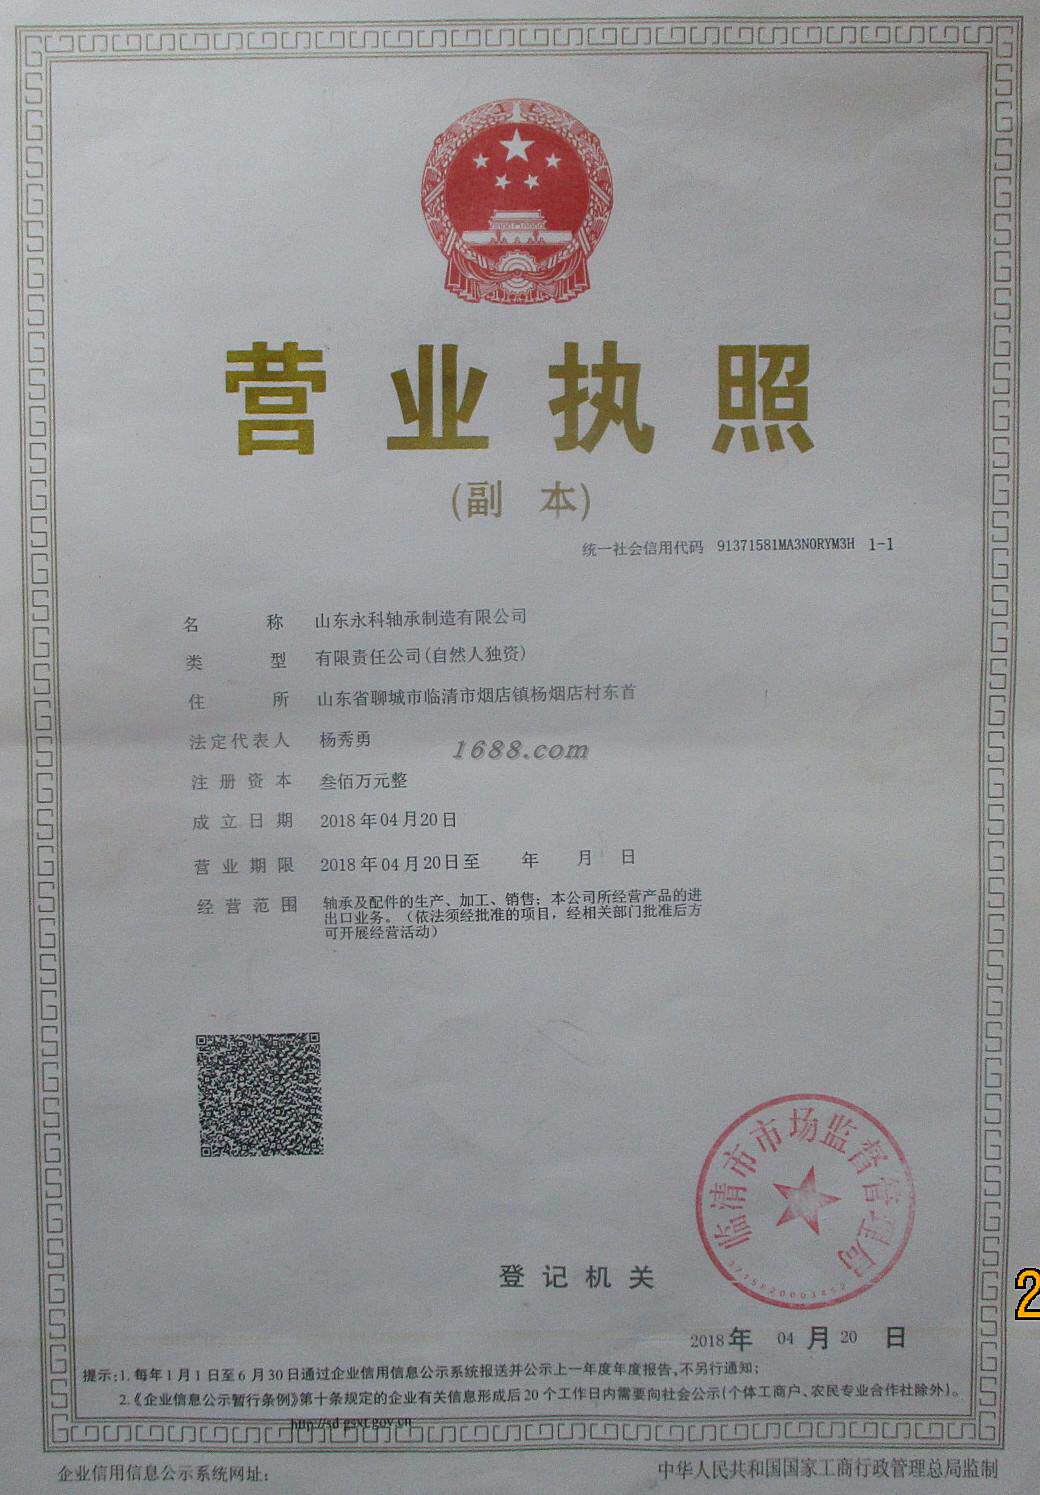 营业执照
(副 本)
统一社会信用代码 91371581MA3N0RYM3H 1-1
名 称 山东永科轴承制造有限公司
类 型 有限责任公司(自然人独资)
住 所 山东省聊城市临清市烟店镇杨烟店村东首
法定代表人 杨秀勇
1688.com
注册资本 叁佰万元整
成立日期 2018年04月20日
营业期限 2018年04月20日至 年 月 日
经营范围 轴承及配件的生产、加工、销售；本公司所经营产品的进
出口业务。（依法须经批准的项目，经相关部门批准后方
可开展经营活动）
临清市市场监督管理局
登记机关
2
2018年 04月20日
提示:1.每年1月1日至6月30日通过企业信用信息公示系统报送并公示上一年度年度报告,不另行通知;
2.《企业信息公示暂行条例》第十条规定的企业有关信息形成后20个工作日内需要向社会公示(个体工商户、农民专业合作社除外)。
http://sd.gsxt.gov.cn
企业信用信息公示系统网址:
中华人民共和国国家工商行政管理总局监制